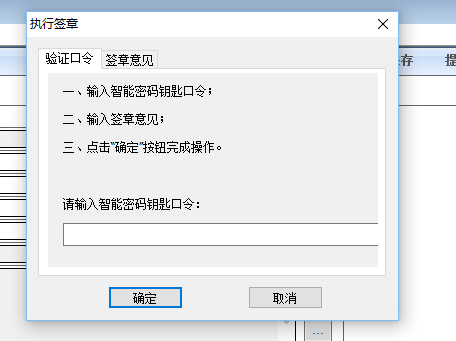 执行签章
保存
提
验证口令
签章意见
一、输入智能密码钥匙口令；
二、输入签章意见；
三、点击"确定"按钮完成操作。
请输入智能密码钥匙口令：
确定
取消
...